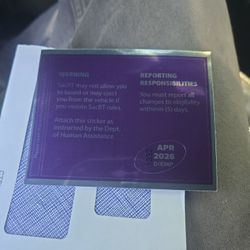 WARNING
SacRT may not allow you
to board or may eject
you from the vehicle if
you violate SacRT rules.
Attach this sticker as
instructed by the Dept.
of Human Assistance.
REPORTING
RESPONSIBILITIES
You must report all
changes to eligibility
within (5) days.
APR
2026